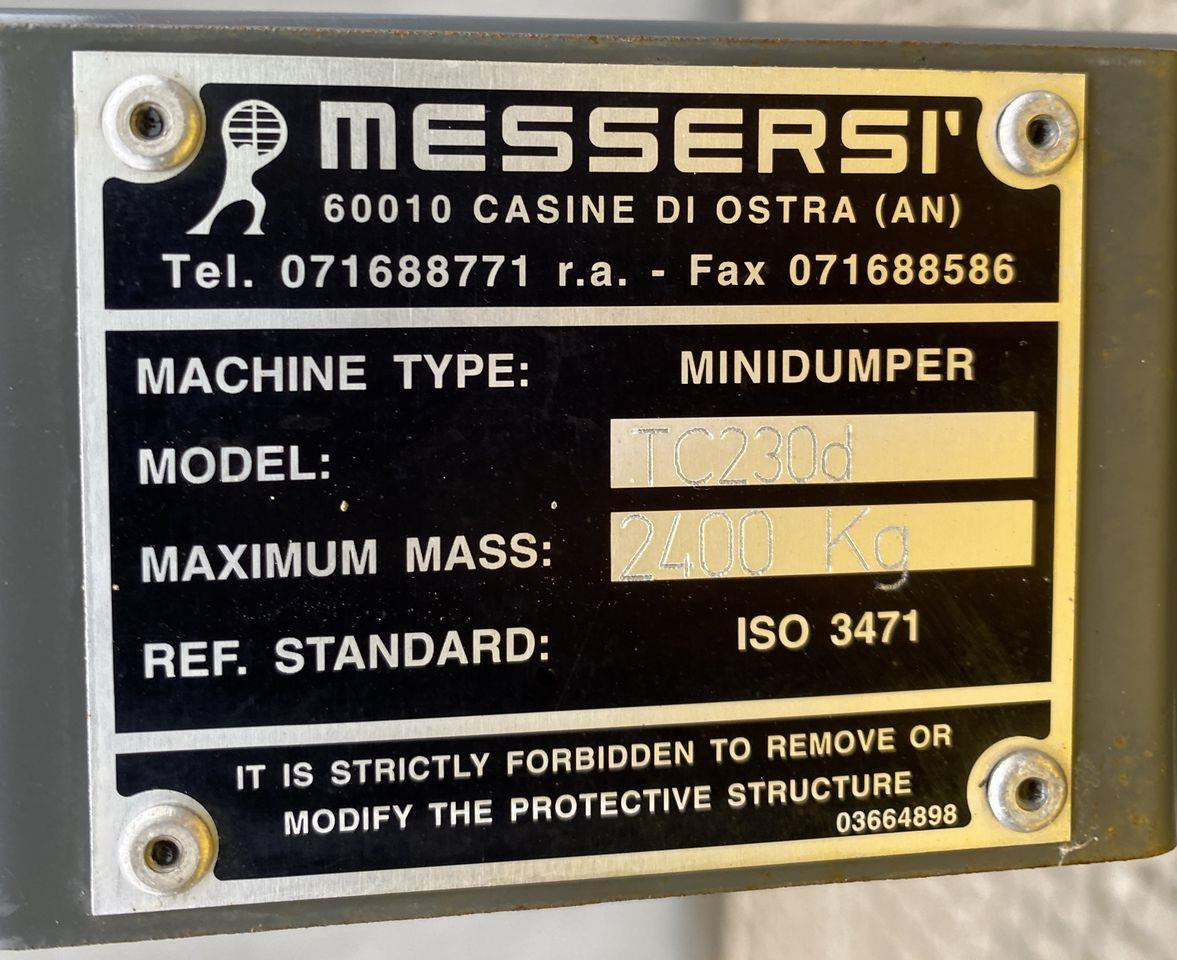 MESSERSI'
60010 CASINE DI OSTRA (AN)
Tel. 071688771 r.a. - Fax 071688586
MACHINE TYPE: MINIDUMPER
MODEL: TC230d
MAXIMUM MASS: 2400 Kg
REF. STANDARD: ISO 3471
IT IS STRICTLY FORBIDDEN TO REMOVE OR
MODIFY THE PROTECTIVE STRUCTURE
03664898